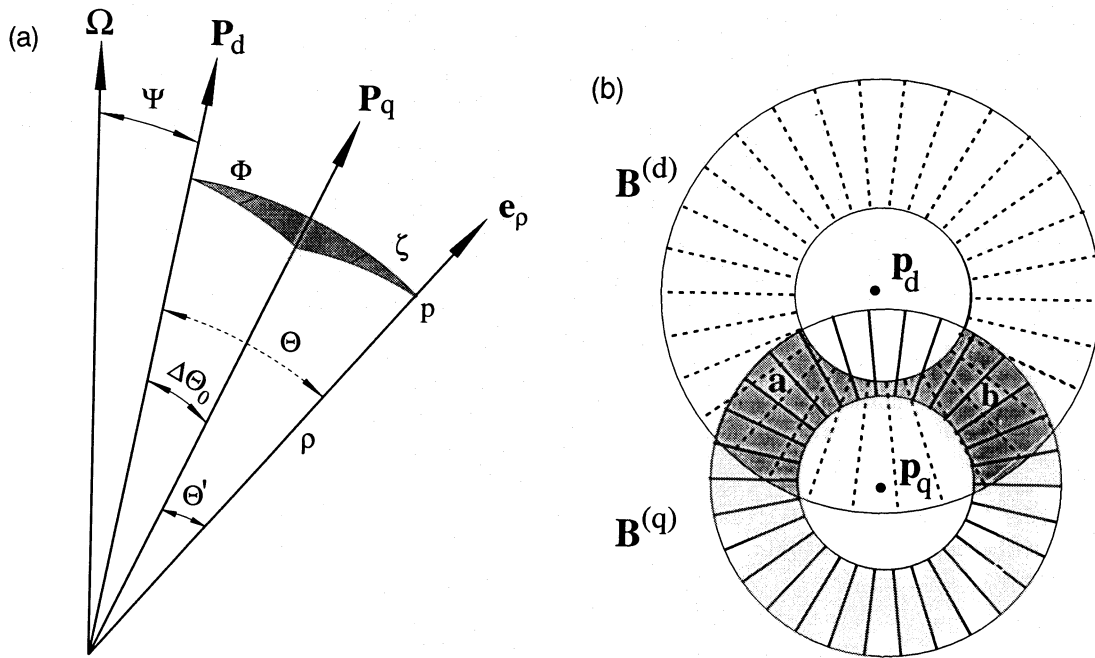 (a)
Ω
P_d
Ψ
P_q
Φ
e_ρ
ζ
p
Θ
ΔΘ_0
ρ
Θ'
(b)
B^(d)
p_d
a
b
p_q
B^(q)